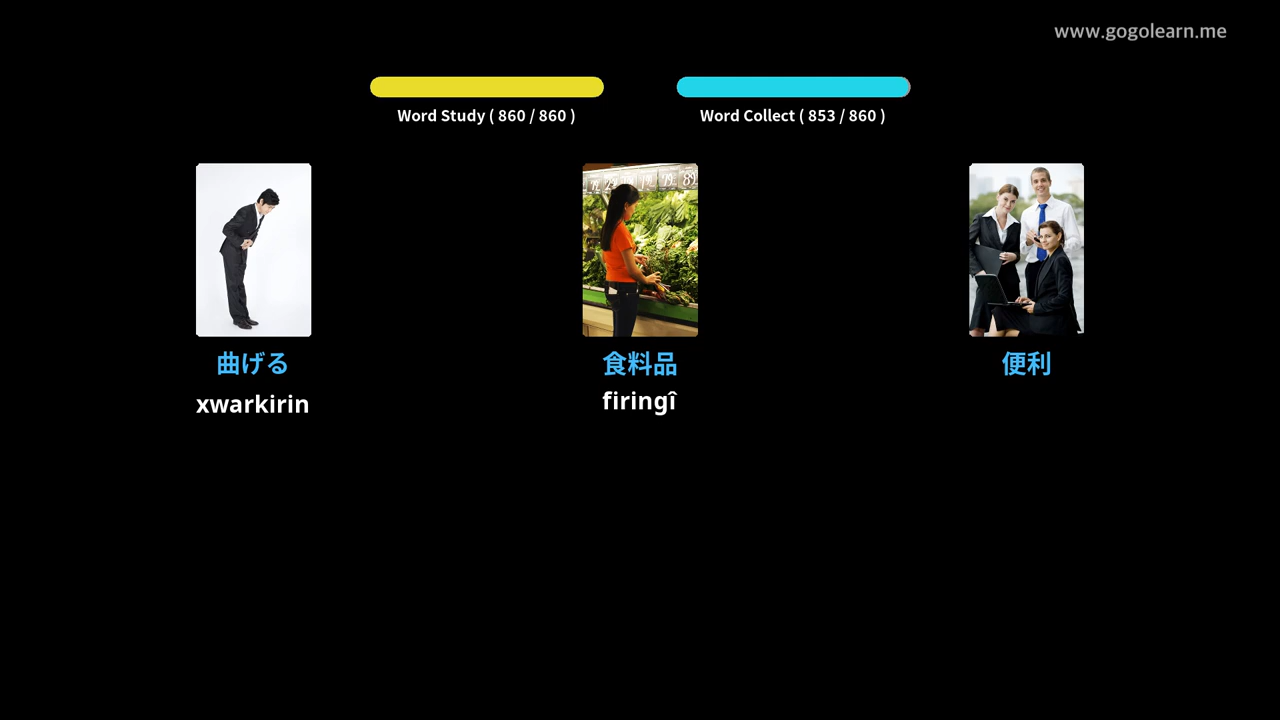 www.gogolearn.me
Word Study ( 860 / 860 )
Word Collect ( 853 / 860 )
曲げる
食料品
便利
xwarkirin
firingî